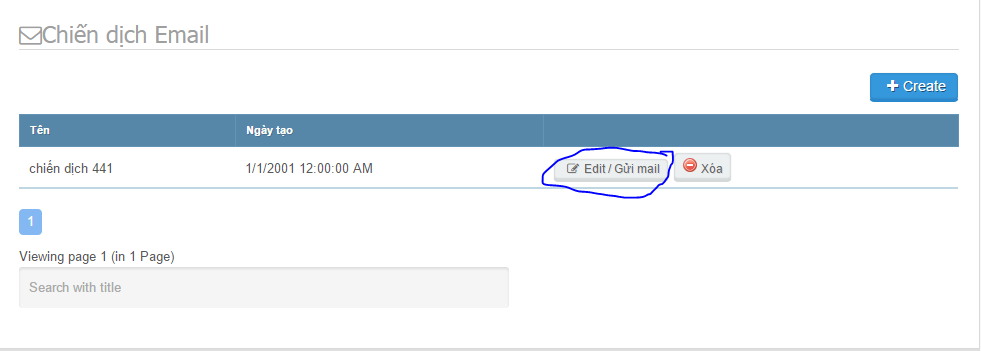 Chiến dịch Email
Create
Tên Ngày tạo
chiến dịch 441 1/1/2001 12:00:00 AM Edit / Gửi mail Xóa
1
Viewing page 1 (in 1 Page)
Search with title